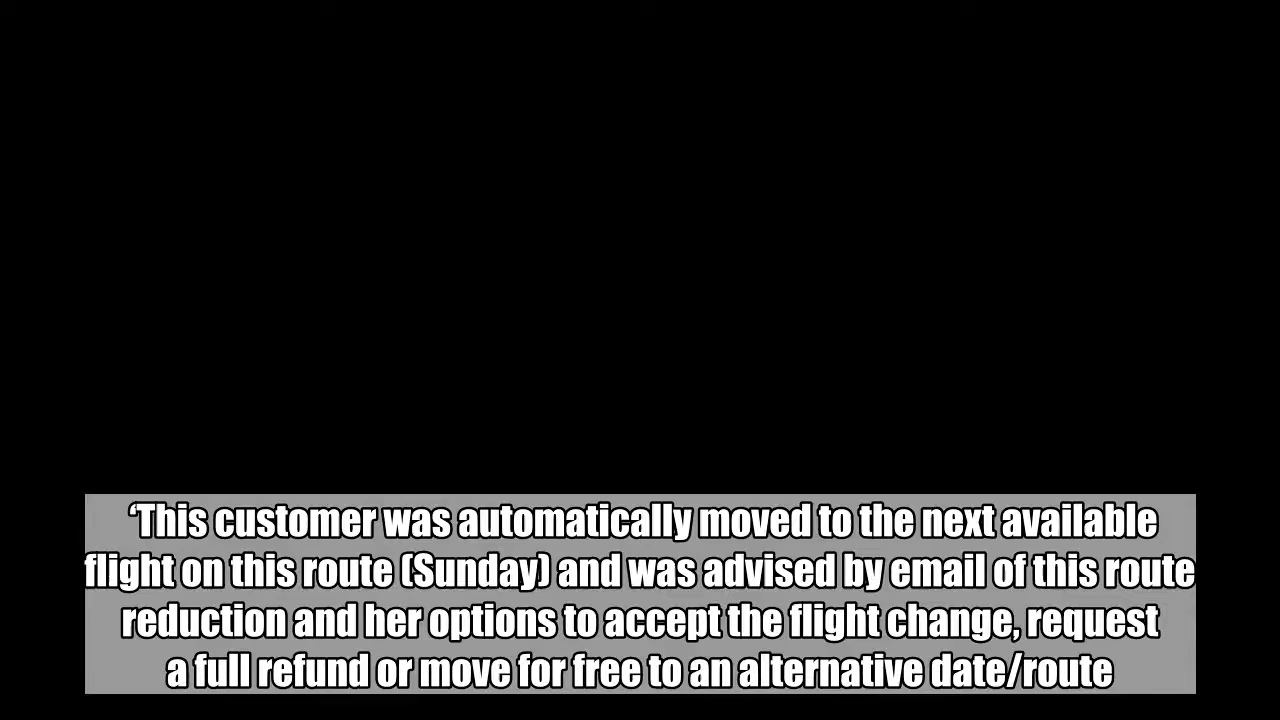 ‘This customer was automatically moved to the next available
flight on this route (Sunday) and was advised by email of this route
reduction and her options to accept the flight change, request
a full refund or move for free to an alternative date/route